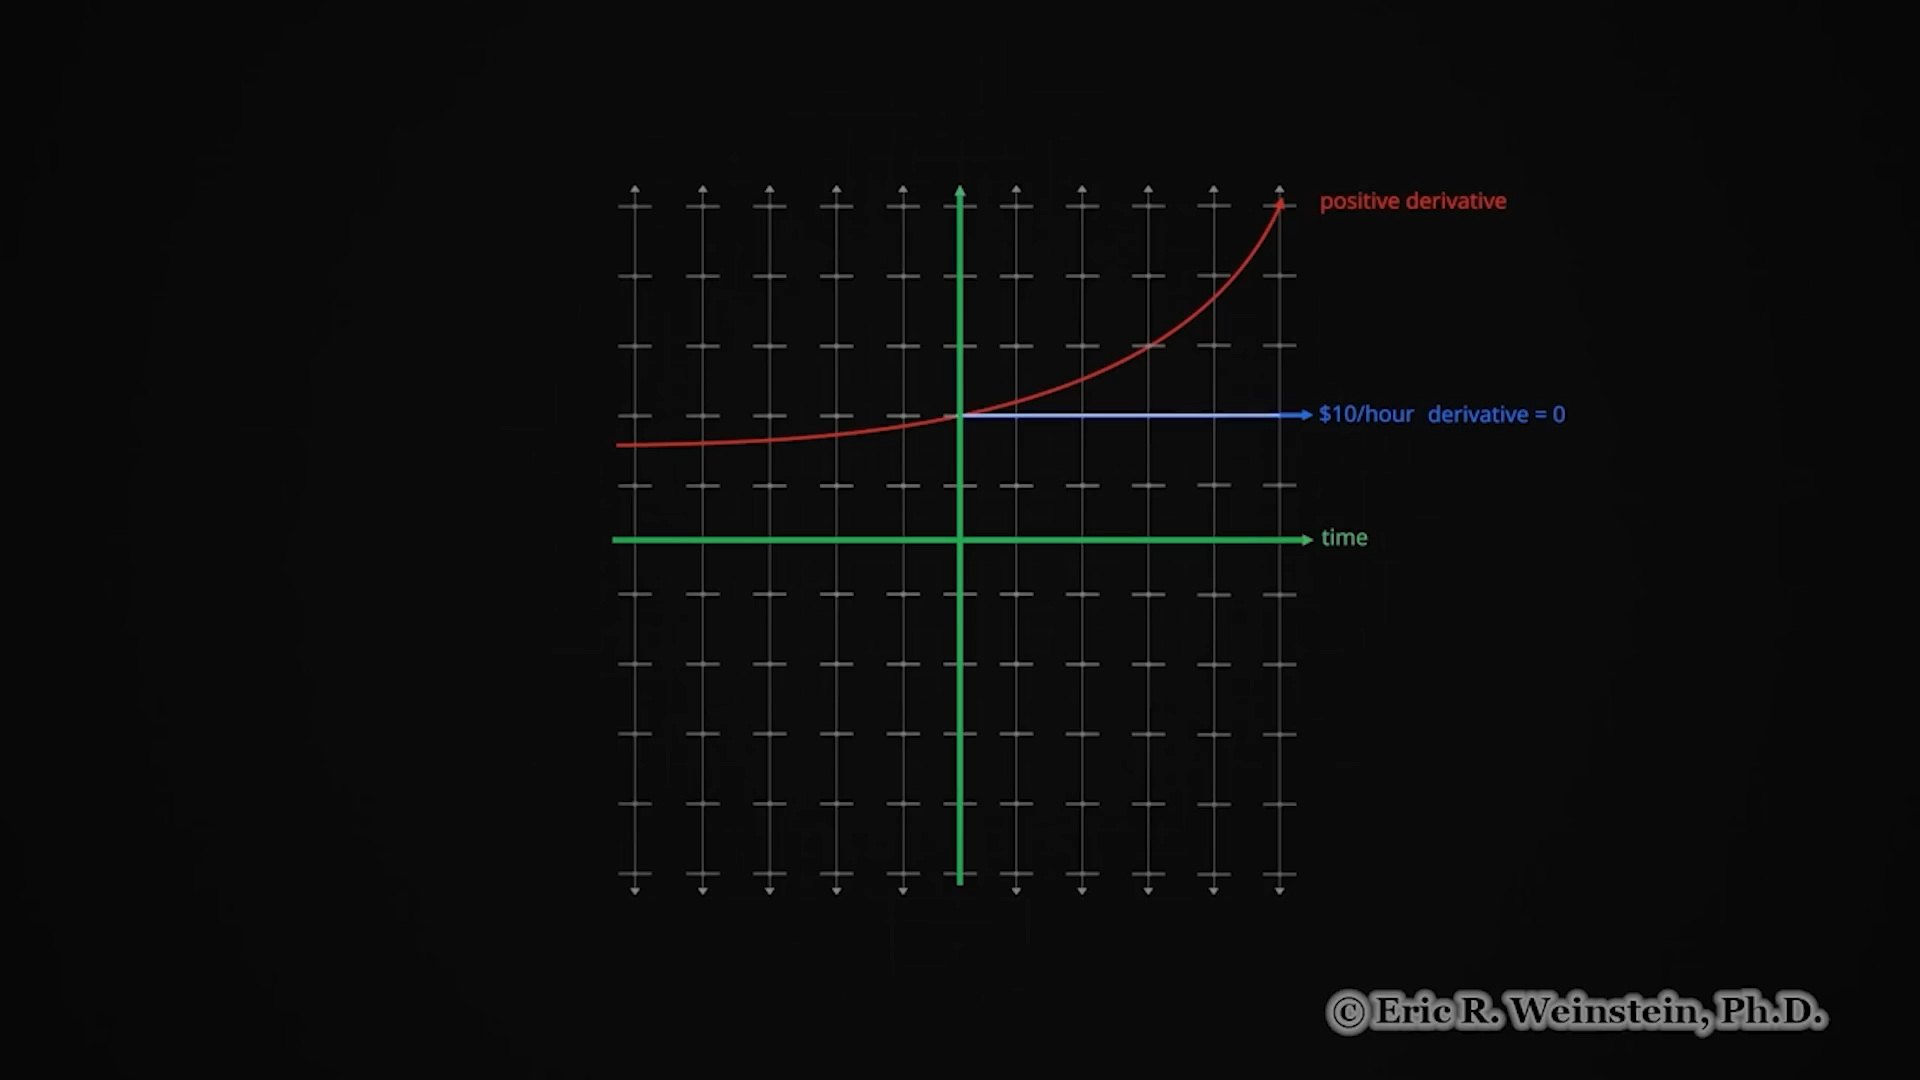 positive derivative
$10/hour derivative = 0
time
© Eric R. Weinstein, Ph.D.